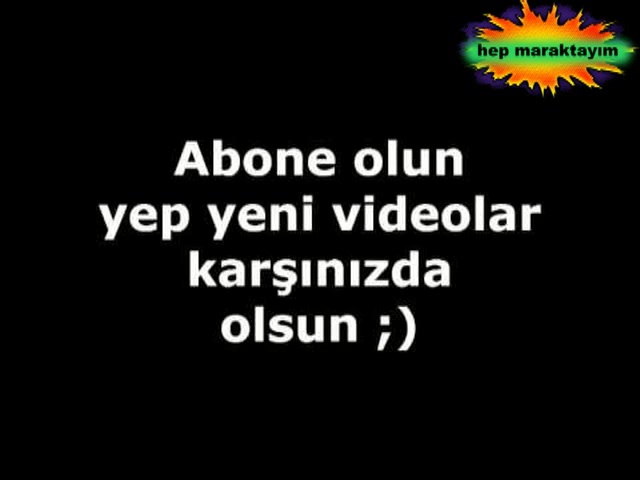 hep maraktayım
Abone olun
yep yeni videolar
karşınızda
olsun ;)